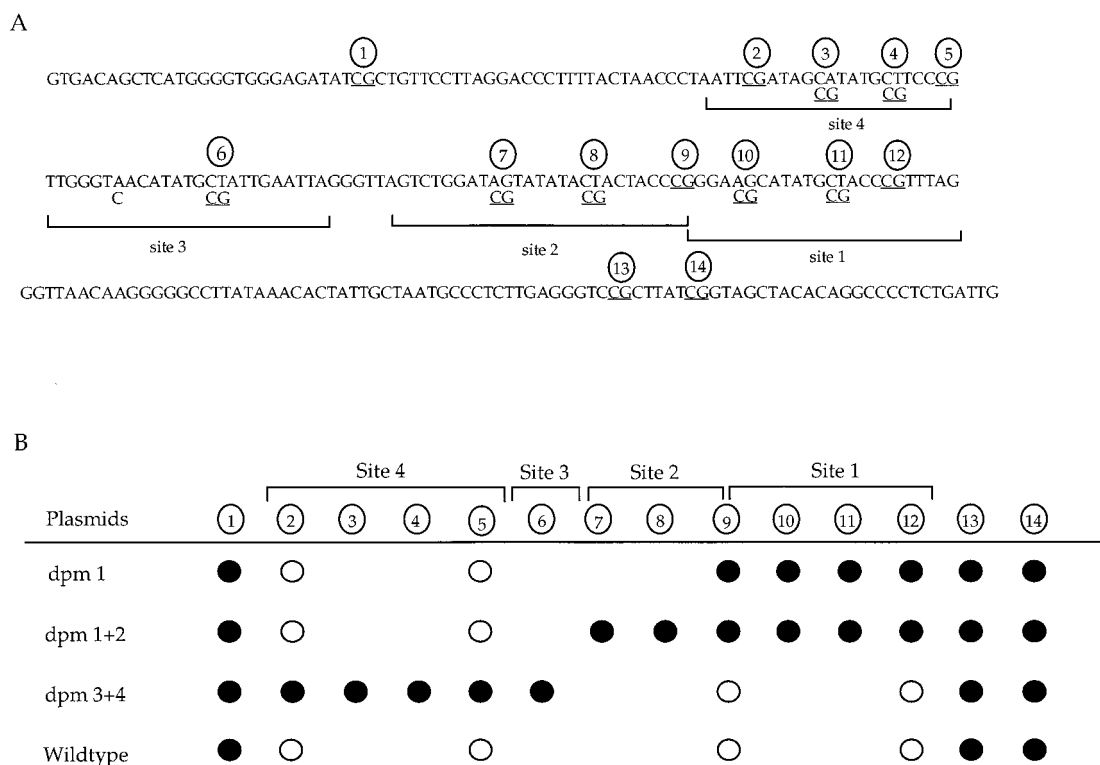 A
1 2 3 4 5
GTGACAGCTCATGGGGTGGGAGATATCGCTGTTCCTTAGGACCCTTTTACTAACCCTAAATTCGATAGCATATGCTTCCCG
CG CG
site 4
6 7 8 9 10 11 12
TTGGGTAACATATGCTATTGAATTAGGGTTAGTCTGGATAGTATATACTACTACCCGGGAAGCATATGCTACCCGTTTAG
C CG CG CG CG CG
site 3 site 2 site 1
13 14
GGTTAACAAGGGGGCCTTATAAACACTATTGCTAATGCCCTCTTGAGGGTCCGCTTATCGGTAGCTACACAGGCCCCTCTGATTG
B
Site 4 Site 3 Site 2 Site 1
Plasmids 1 2 3 4 5 6 7 8 9 10 11 12 13 14
dpm 1
dpm 1+2
dpm 3+4
Wildtype